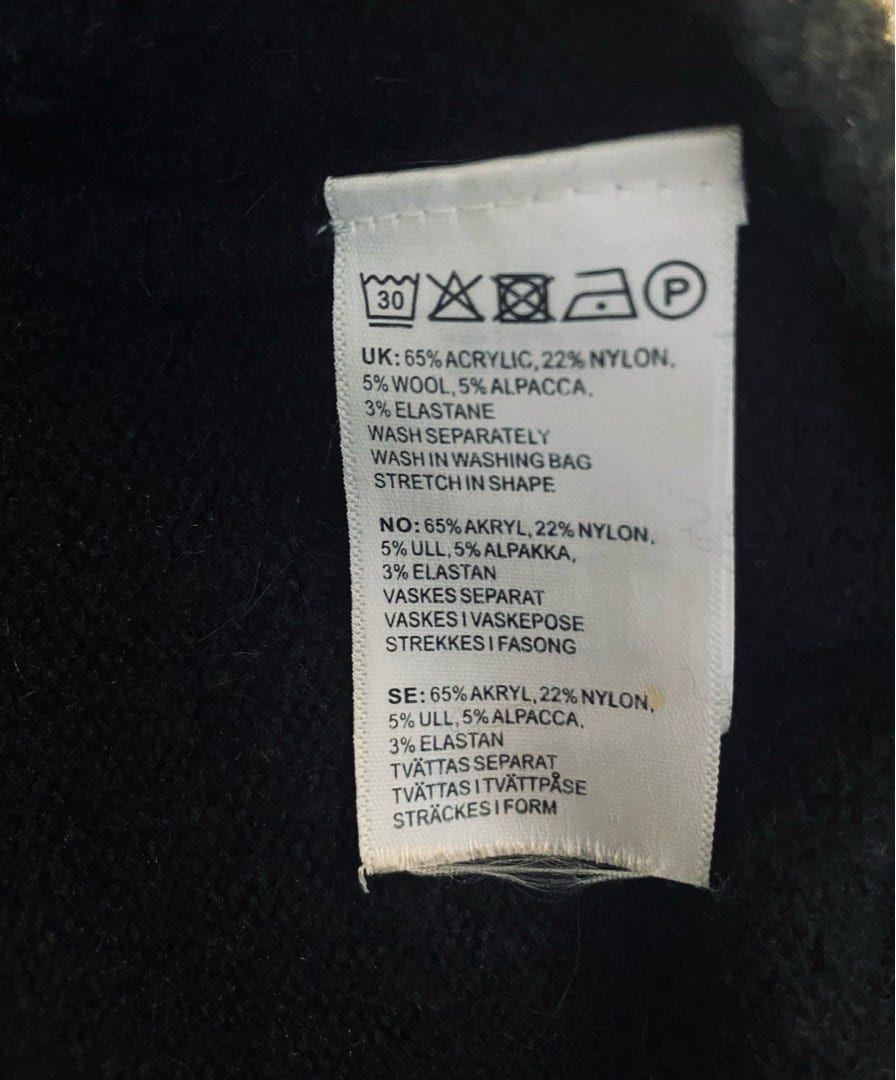 30 P
UK: 65% ACRYLIC, 22% NYLON.
5% WOOL, 5% ALPACCA,
3% ELASTANE
WASH SEPARATELY
WASH IN WASHING BAG
STRETCH IN SHAPE
NO: 65% AKRYL, 22% NYLON,
5% ULL, 5% ALPAKKA,
3% ELASTAN
VASKES SEPARAT
VASKES I VASKEPOSE
STREKKES I FASONG
SE: 65% AKRYL, 22% NYLON,
5% ULL, 5% ALPACCA,
3% ELASTAN
TVÄTTAS SEPARAT
TVÄTTAS I TVÄTTPÅSE
STRÄCKES I FORM